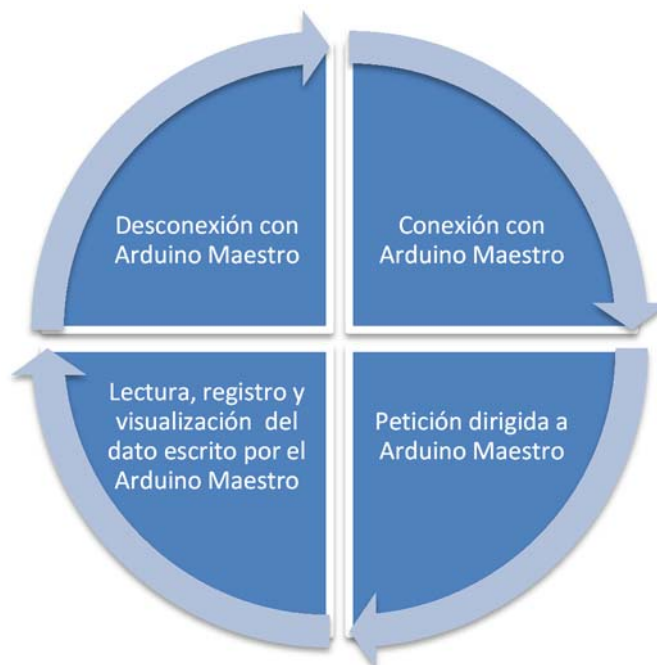 Desconexión con
Arduino Maestro
Conexión con
Arduino Maestro
Lectura, registro y
visualización del
dato escrito por el
Arduino Maestro
Petición dirigida a
Arduino Maestro